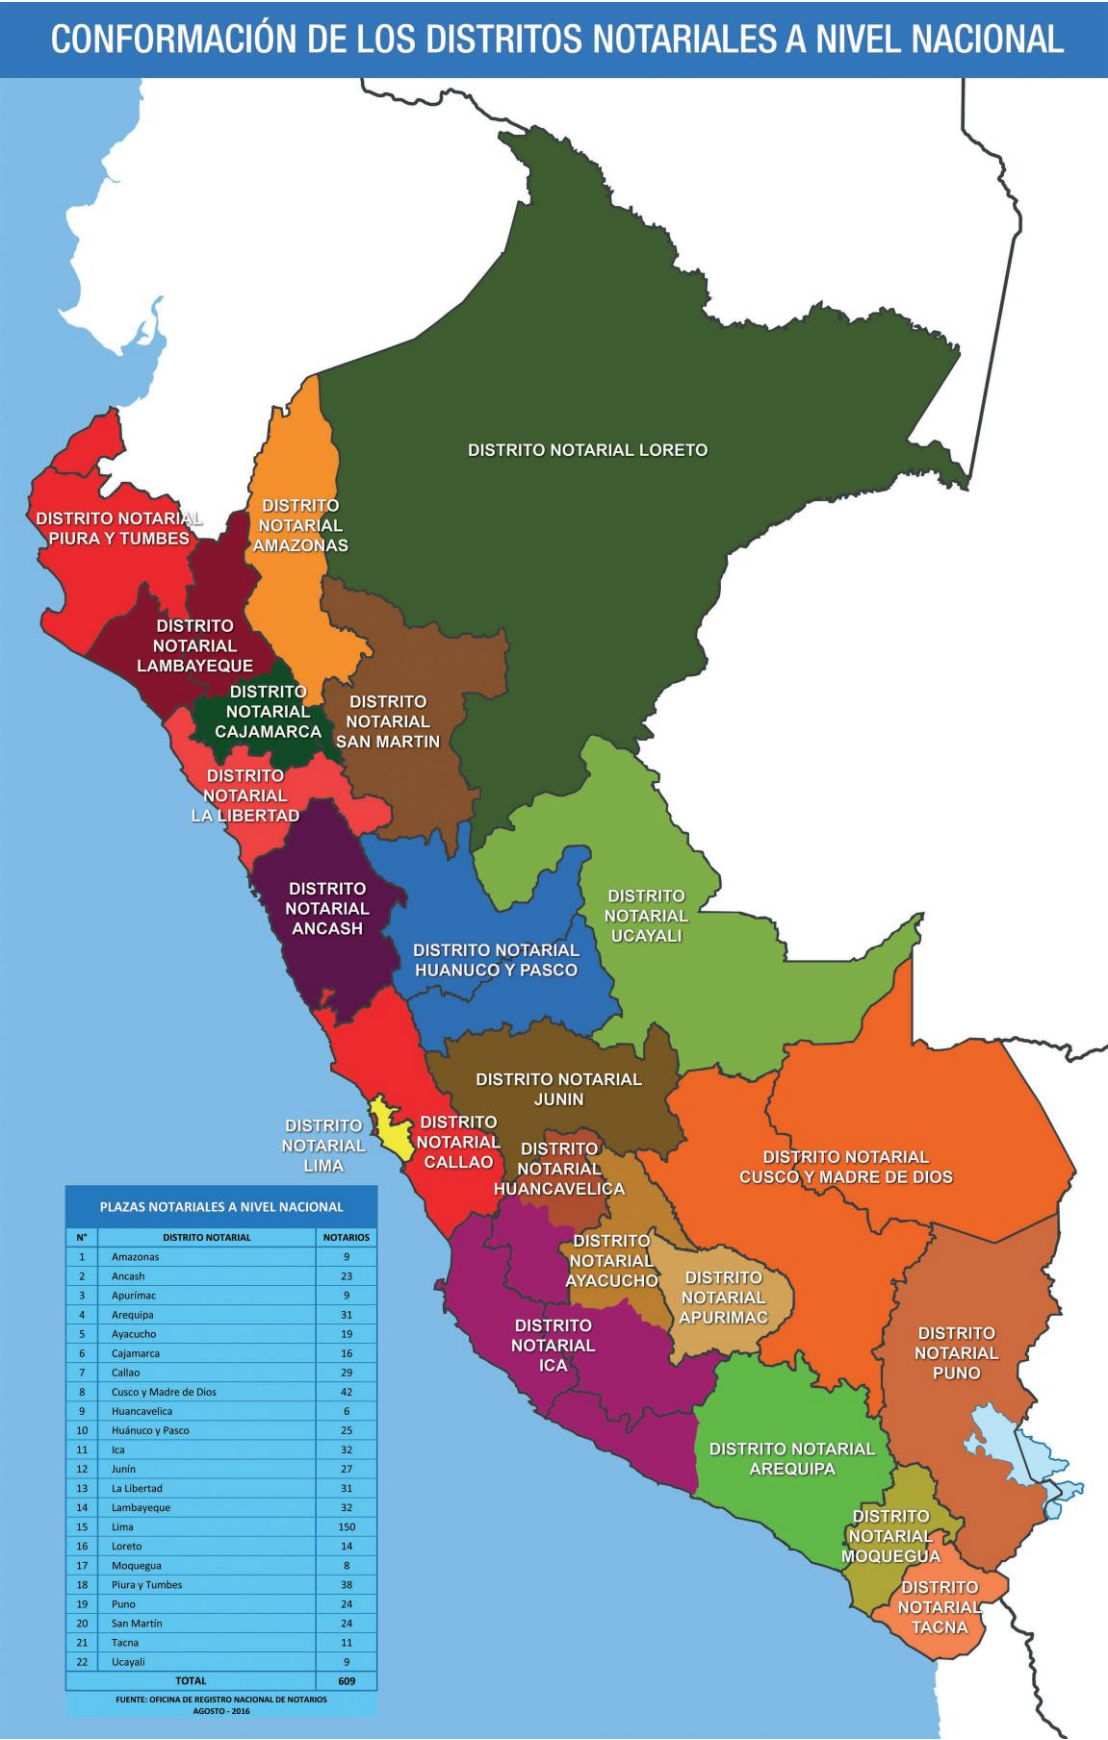 CONFORMACIÓN DE LOS DISTRITOS NOTARIALES A NIVEL NACIONAL
DISTRITO NOTARIAL LORETO
DISTRITO
NOTARIAL
AMAZONAS
DISTRITO NOTARIAL
PIURA Y TUMBES
DISTRITO
NOTARIAL
LAMBAYEQUE
DISTRITO
NOTARIAL
CAJAMARCA
DISTRITO
NOTARIAL
SAN MARTIN
DISTRITO
NOTARIAL
LA LIBERTAD
DISTRITO
NOTARIAL
ANCASH
DISTRITO
NOTARIAL
UCAYALI
DISTRITO NOTARIAL
HUANUCO Y PASCO
DISTRITO NOTARIAL
JUNIN
DISTRITO
NOTARIAL
LIMA
DISTRITO
NOTARIAL
CALLAO
DISTRITO
NOTARIAL
HUANCAVELICA
DISTRITO NOTARIAL
CUSCO Y MADRE DE DIOS
DISTRITO
NOTARIAL
AYACUCHO
DISTRITO
NOTARIAL
APURIMAC
DISTRITO
NOTARIAL
ICA
DISTRITO
NOTARIAL
PUNO
DISTRITO NOTARIAL
AREQUIPA
DISTRITO
NOTARIAL
MOQUEGUA
DISTRITO
NOTARIAL
TACNA
PLAZAS NOTARIALES A NIVEL NACIONAL
N° DISTRITO NOTARIAL NOTARIOS
1 Amazonas 9
2 Ancash 23
3 Apurímac 9
4 Arequipa 31
5 Ayacucho 19
6 Cajamarca 16
7 Callao 29
8 Cusco y Madre de Dios 42
9 Huancavelica 6
10 Huánuco y Pasco 25
11 Ica 32
12 Junín 27
13 La Libertad 31
14 Lambayeque 32
15 Lima 150
16 Loreto 14
17 Moquegua 8
18 Piura y Tumbes 38
19 Puno 24
20 San Martín 24
21 Tacna 11
22 Ucayali 9
TOTAL 609
FUENTE: OFICINA DE REGISTRO NACIONAL DE NOTARIOS
AGOSTO - 2016